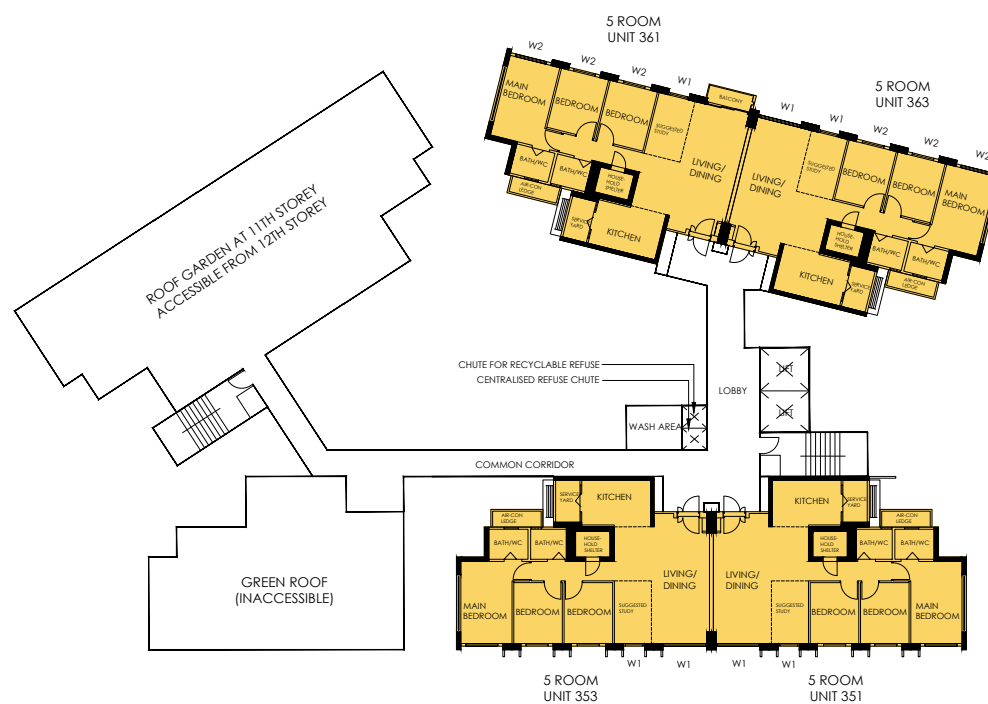 5 ROOM
UNIT 361
5 ROOM
UNIT 363
W2
W2
W2
W1
W1
W1
W2
W2
W2
MAIN
BEDROOM
BEDROOM
BEDROOM
SUGGESTED
STUDY
BALCONY
LIVING/
DINING
BATH/WC
BATH/WC
AIR-CON
LEDGE
HOUSE-
HOLD
SHELTER
SERVICE
YARD
KITCHEN
LIVING/
DINING
SUGGESTED
STUDY
BEDROOM
BEDROOM
MAIN
BEDROOM
HOUSE-
HOLD
SHELTER
BATH/WC
BATH/WC
KITCHEN
SERVICE
YARD
AIR-CON
LEDGE
ROOF GARDEN AT 11TH STOREY
ACCESSIBLE FROM 12TH STOREY
CHUTE FOR RECYCLABLE REFUSE
CENTRALISED REFUSE CHUTE
LOBBY
LIFT
LIFT
WASH AREA
COMMON CORRIDOR
GREEN ROOF
(INACCESSIBLE)
SERVICE
YARD
KITCHEN
AIR-CON
LEDGE
BATH/WC
BATH/WC
HOUSE-
HOLD
SHELTER
LIVING/
DINING
MAIN
BEDROOM
BEDROOM
BEDROOM
SUGGESTED
STUDY
KITCHEN
SERVICE
YARD
AIR-CON
LEDGE
HOUSE-
HOLD
SHELTER
BATH/WC
BATH/WC
LIVING/
DINING
SUGGESTED
STUDY
BEDROOM
BEDROOM
MAIN
BEDROOM
W1
W1
W1
W1
5 ROOM
UNIT 353
5 ROOM
UNIT 351